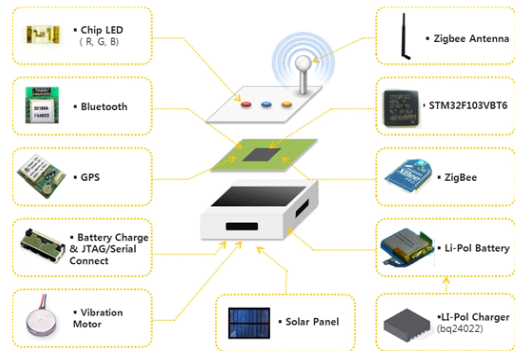 ▪ Chip LED
( R, G, B)
▪ Zigbee Antenna
▪ Bluetooth
▪ STM32F103VBT6
▪ GPS
▪ ZigBee
▪ Battery Charge
& JTAG/Serial
Connect
▪ Li-Pol Battery
▪ Vibration
Motor
▪ Solar Panel
▪LI-Pol Charger
(bq24022)